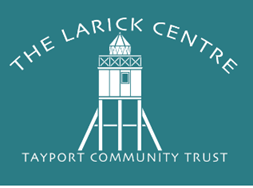 THE LARICK CENTRE
TAYPORT COMMUNITY TRUST